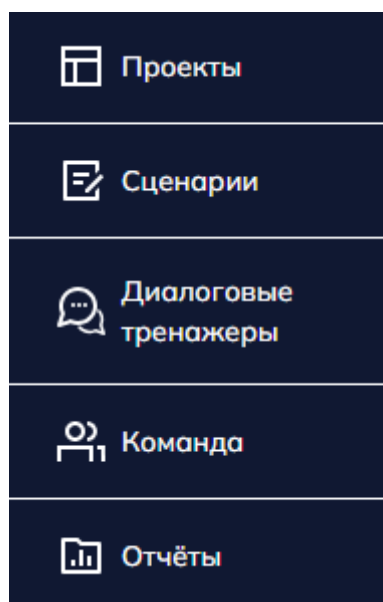 Проекты
Сценарии
Диалоговые
тренажеры
Команда
Отчёты